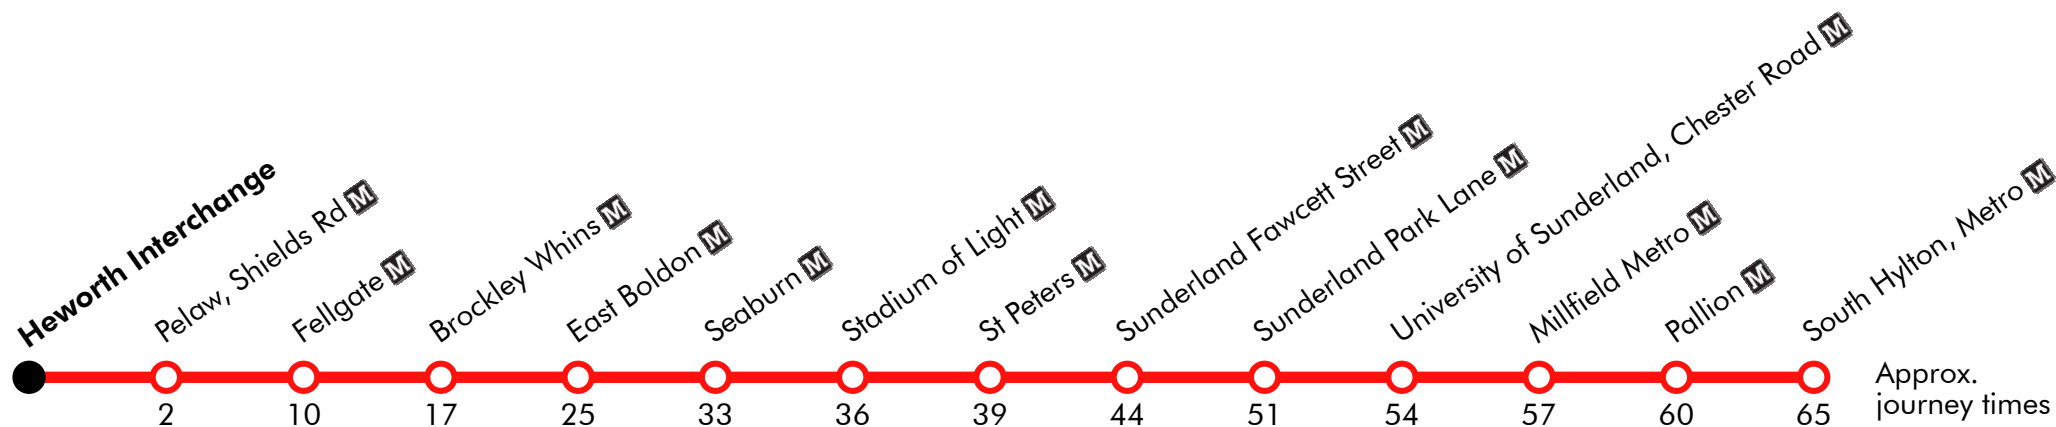 Heworth Interchange
Pelaw, Shields Rd M
Fellgate M
Brockley Whins M
East Boldon M
Seaburn M
Stadium of Light M
St Peters M
Sunderland Fawcett Street M
Sunderland Park Lane M
University of Sunderland, Chester Road M
Millfield Metro M
Pallion M
South Hylton, Metro M
2 10 17 25 33 36 39 44 51 54 57 60 65
Approx.
journey times